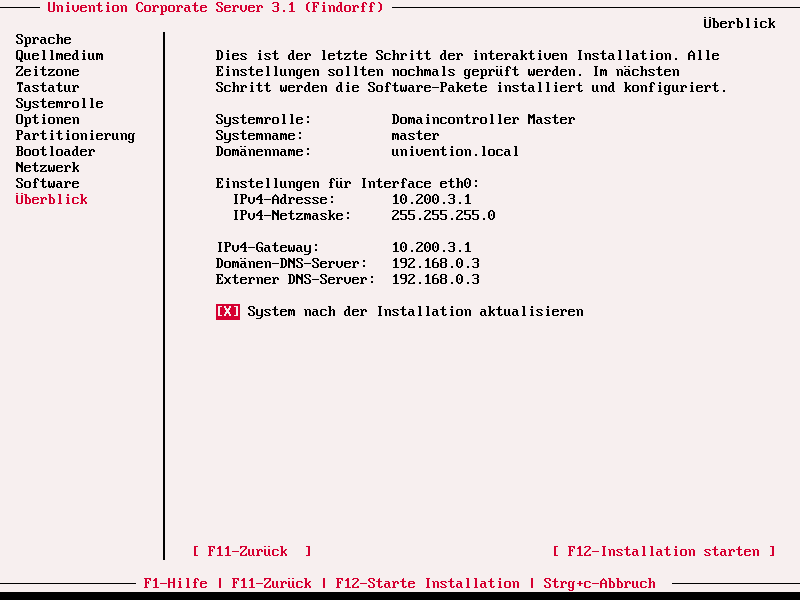 Univention Corporate Server 3.1 (Findorff)
Überblick
Sprache
Quellmedium
Zeitzone
Tastatur
Systemrolle
Optionen
Partitionierung
Bootloader
Netzwerk
Software
Überblick
Dies ist der letzte Schritt der interaktiven Installation. Alle
Einstellungen sollten nochmals geprüft werden. Im nächsten
Schritt werden die Software-Pakete installiert und konfiguriert.
Systemrolle: Domaincontroller Master
Systemname: master
Domänenname: univention.local
Einstellungen für Interface eth0:
IPv4-Adresse: 10.200.3.1
IPv4-Netzmaske: 255.255.255.0
IPv4-Gateway: 10.200.3.1
Domänen-DNS-Server: 192.168.0.3
Externer DNS-Server: 192.168.0.3
[X] System nach der Installation aktualisieren
[ F11-Zurück ] [ F12-Installation starten ]
F1-Hilfe | F11-Zurück | F12-Starte Installation | Strg+c-Abbruch